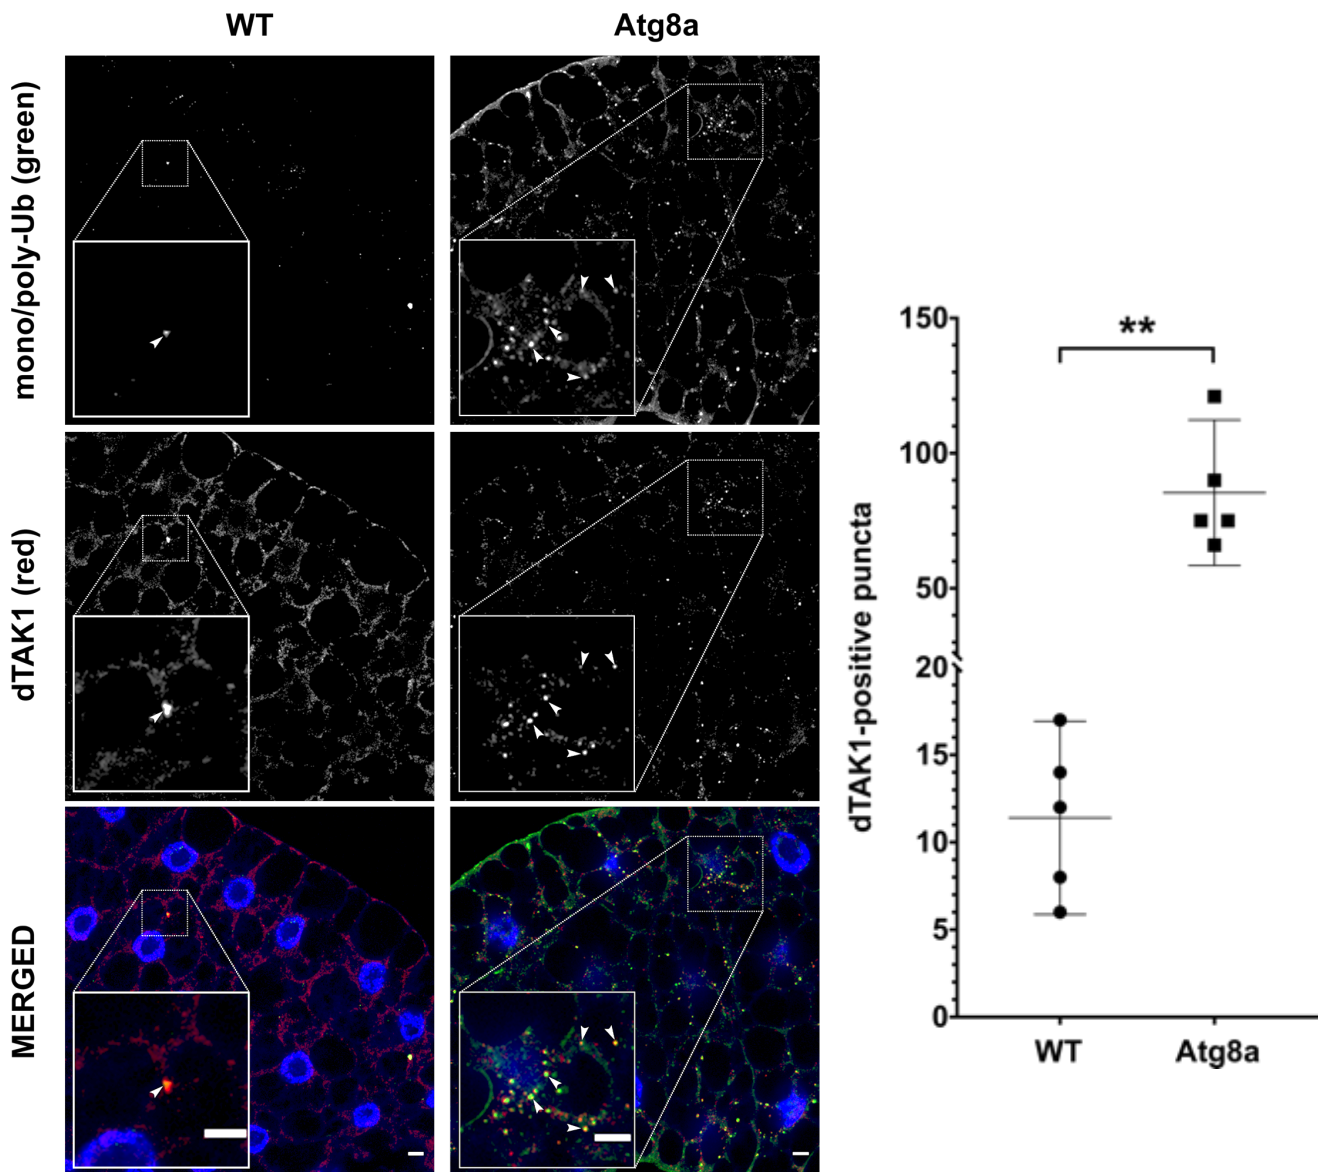 WT
Atg8a
mono/poly-Ub (green)
dTAK1 (red)
MERGED
**
150
100
50
20
15
10
5
0
dTAK1-positive puncta
WT
Atg8a